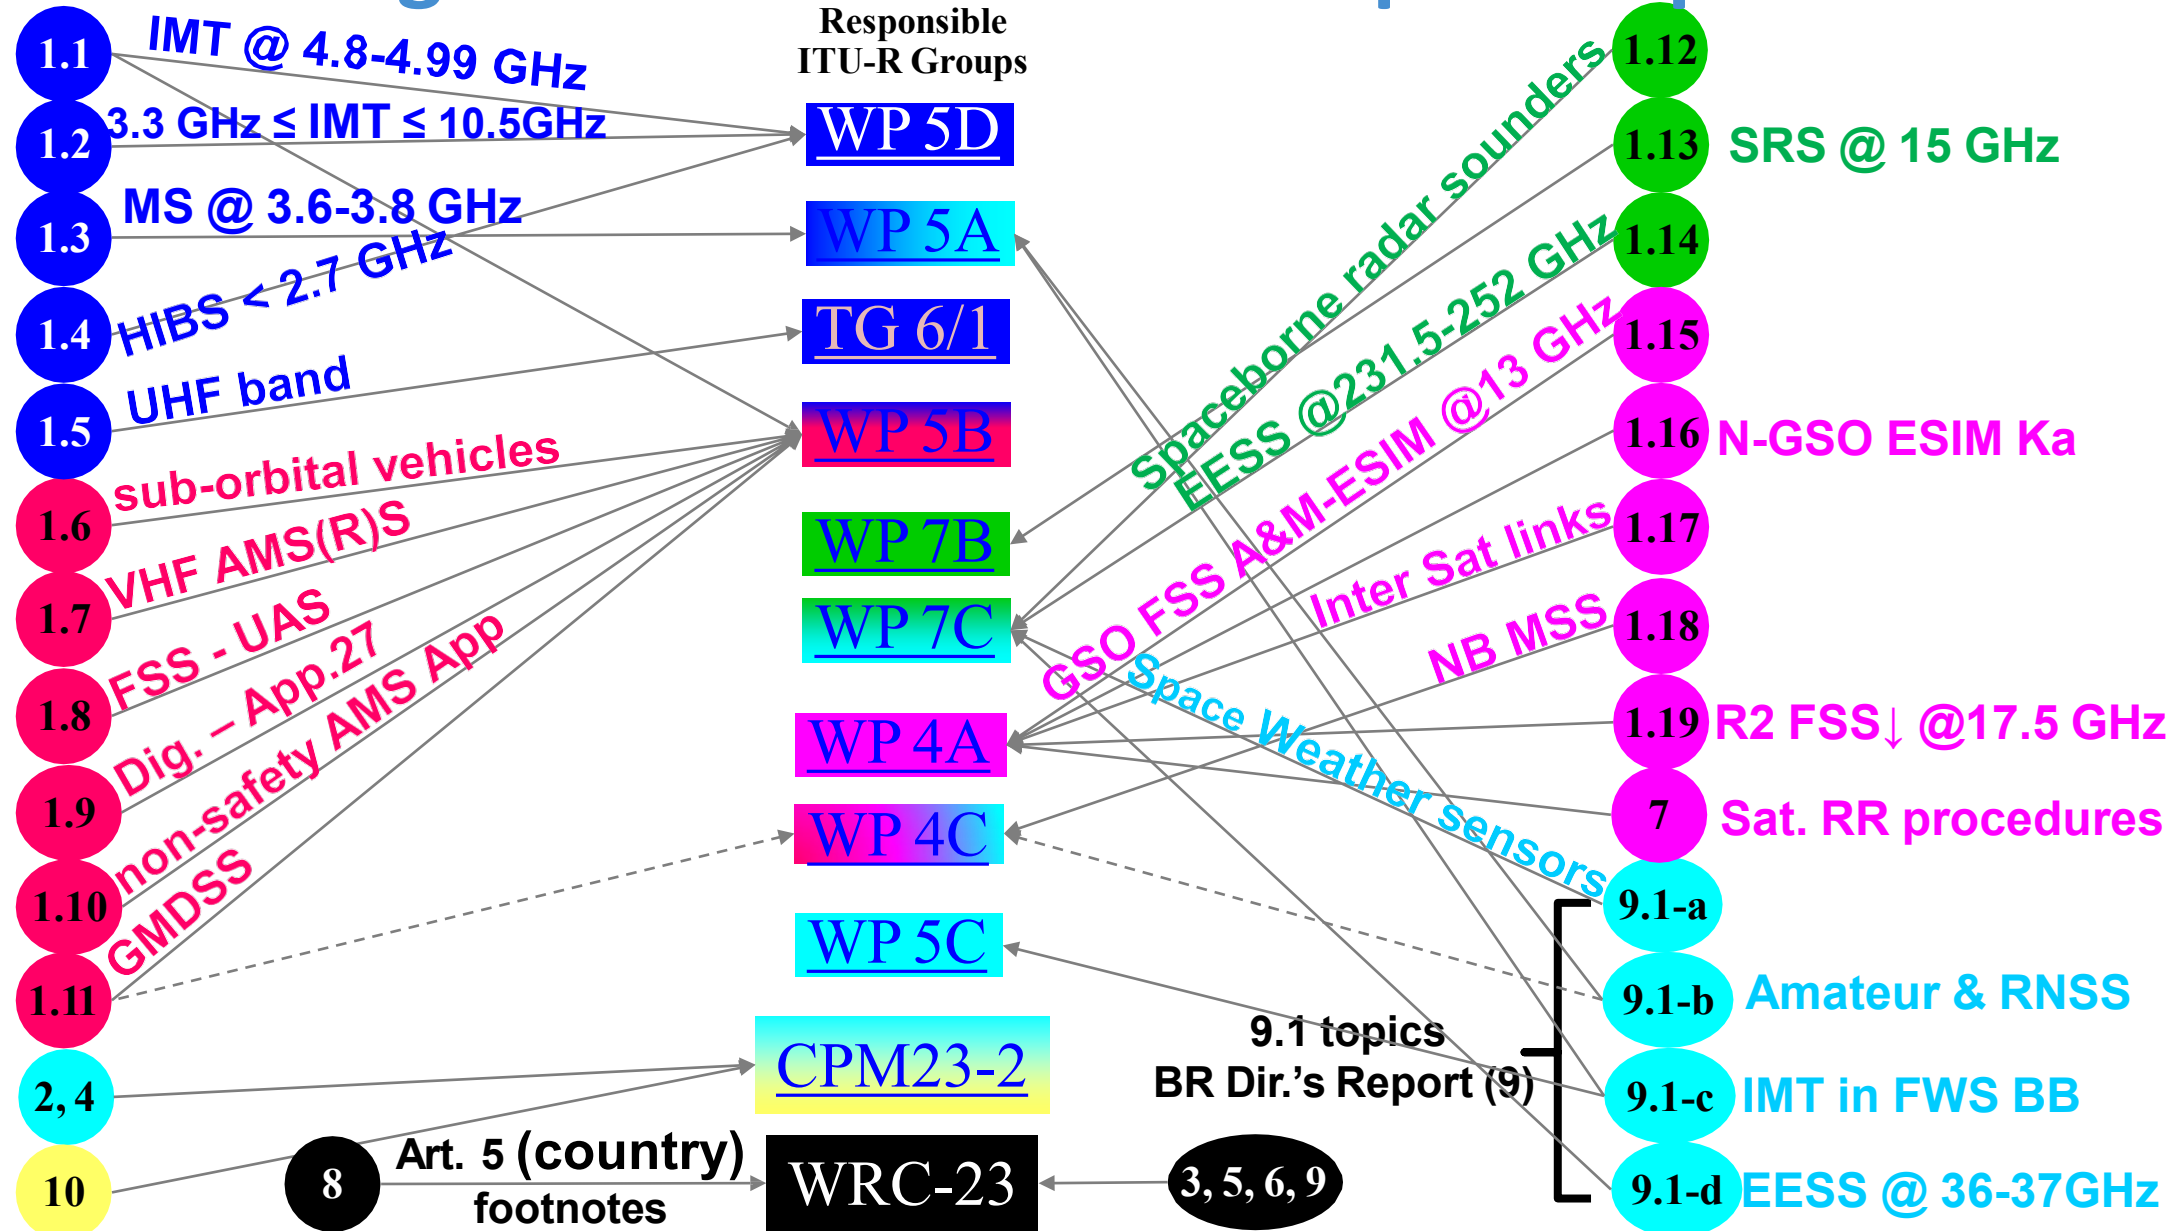 Responsible
ITU-R Groups
1.1
IMT @ 4.8-4.99 GHz
1.2
3.3 GHz ≤ IMT ≤ 10.5GHz
1.3
MS @ 3.6-3.8 GHz
1.4
HIBS < 2.7 GHz
1.5
UHF band
1.6
sub-orbital vehicles
1.7
VHF AMS(R)S
1.8
FSS - UAS
1.9
Dig. – App.27
1.10
non-safety AMS App
1.11
GMDSS
2, 4
10
8
Art. 5 (country)
footnotes
WP 5D
WP 5A
TG 6/1
WP 5B
WP 7B
WP 7C
WP 4A
WP 4C
WP 5C
CPM23-2
WRC-23
3, 5, 6, 9
9.1 topics
BR Dir.'s Report (9)
1.12
Spaceborne radar sounders
1.13
SRS @ 15 GHz
1.14
EESS @231.5-252 GHz
1.15
GSO FSS A&M-ESIM @13 GHz
1.16
N-GSO ESIM Ka
1.17
Inter Sat links
1.18
NB MSS
1.19
R2 FSS↓ @17.5 GHz
7
Sat. RR procedures
9.1-a
Space Weather sensors
9.1-b
Amateur & RNSS
9.1-c
IMT in FWS BB
9.1-d
EESS @ 36-37GHz